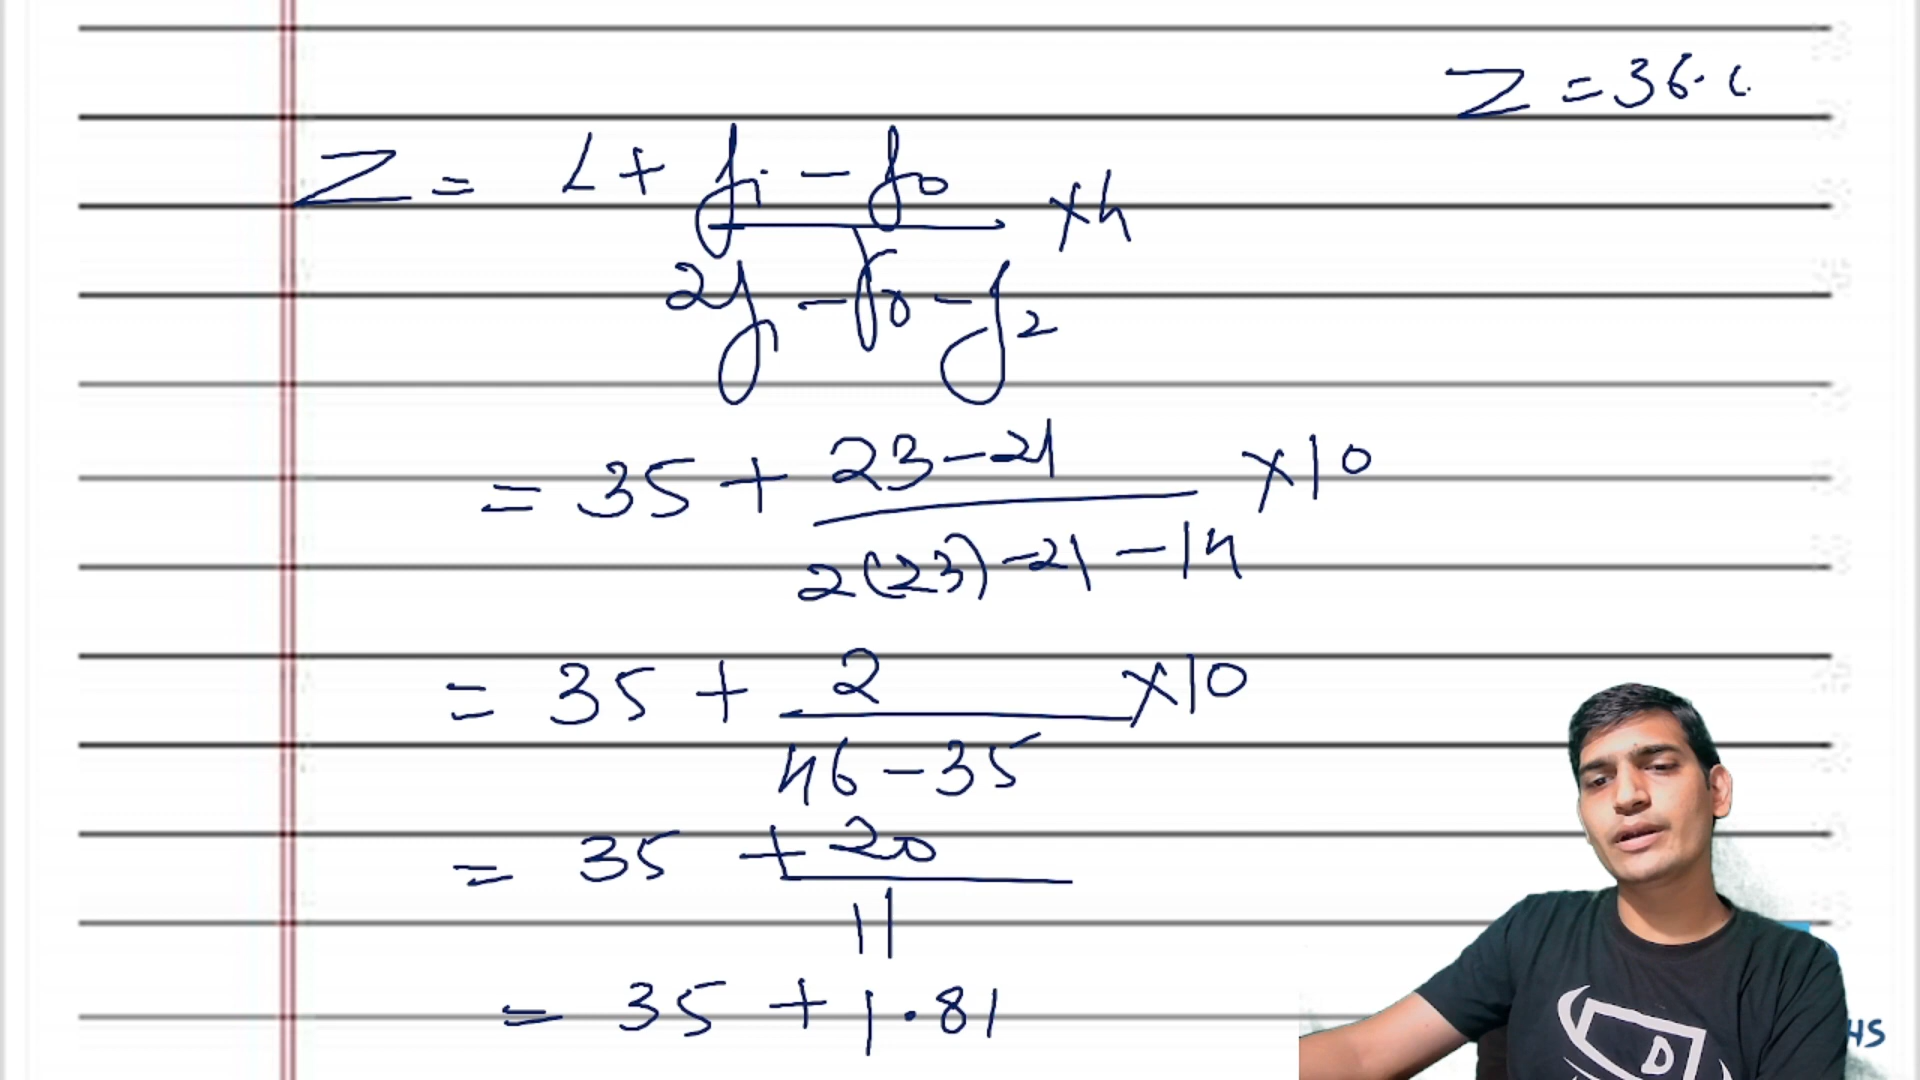 Z = 36.
Z = L + f1 - f0 / 2f1 - f0 - f2 × h
= 35 + 23 - 21 / 2(23) - 21 - 14 × 10
= 35 + 2 / 46 - 35 × 10
= 35 + 20 / 11
= 35 + 1.81
D
HS